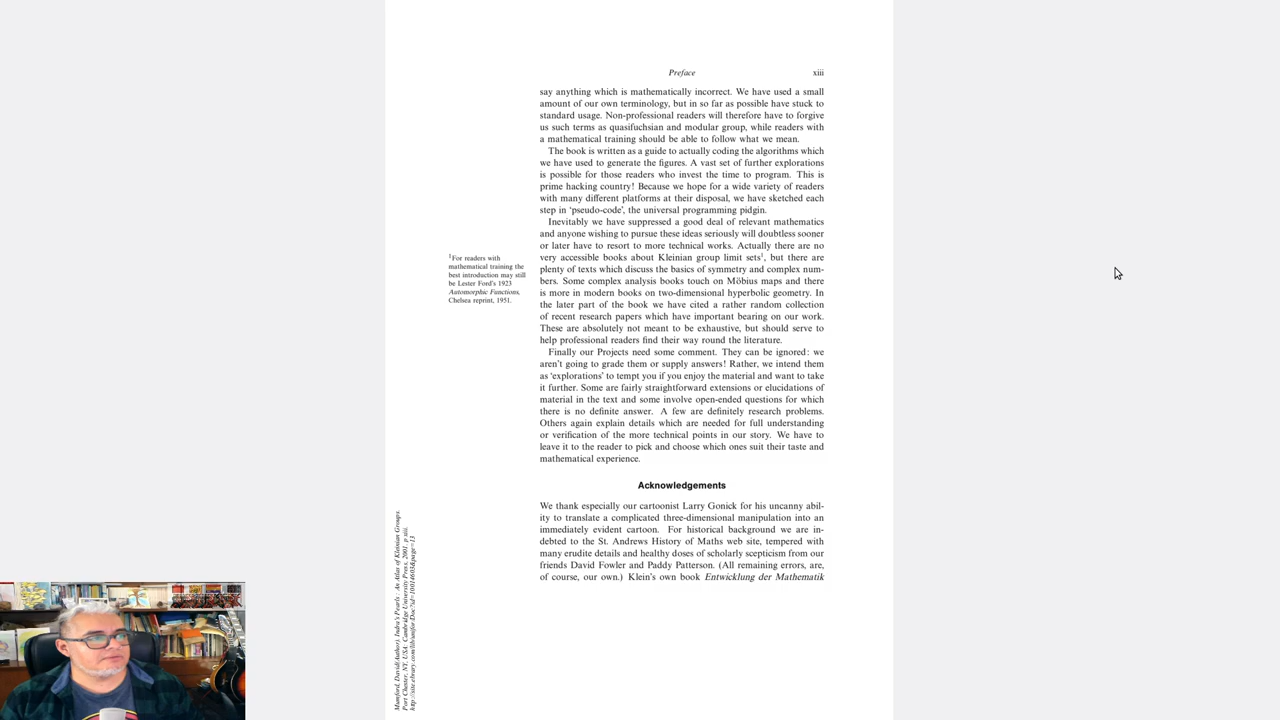 Preface xiii
say anything which is mathematically incorrect. We have used a small
amount of our own terminology, but in so far as possible have stuck to
standard usage. Non-professional readers will therefore have to forgive
us such terms as quasifuchsian and modular group, while readers with
a mathematical training should be able to follow what we mean.
The book is written as a guide to actually coding the algorithms which
we have used to generate the figures. A vast set of further explorations
is possible for those readers who invest the time to program. This is
prime hacking country! Because we hope for a wide variety of readers
with many different platforms at their disposal, we have sketched each
step in ‘pseudo-code’, the universal programming pidgin.
Inevitably we have suppressed a good deal of relevant mathematics
and anyone wishing to pursue these ideas seriously will doubtless sooner
or later have to resort to more technical works. Actually there are no
very accessible books about Kleinian group limit sets¹, but there are
plenty of texts which discuss the basics of symmetry and complex num-
bers. Some complex analysis books touch on Möbius maps and there
is more in modern books on two-dimensional hyperbolic geometry. In
the later part of the book we have cited a rather random collection
of recent research papers which have important bearing on our work.
These are absolutely not meant to be exhaustive, but should serve to
help professional readers find their way round the literature.
Finally our Projects need some comment. They can be ignored: we
aren't going to grade them or supply answers! Rather, we intend them
as ‘explorations’ to tempt you if you enjoy the material and want to take
it further. Some are fairly straightforward extensions or elucidations of
material in the text and some involve open-ended questions for which
there is no definite answer. A few are definitely research problems.
Others again explain details which are needed for full understanding
or verification of the more technical points in our story. We have to
leave it to the reader to pick and choose which ones suit their taste and
mathematical experience.
Acknowledgements
We thank especially our cartoonist Larry Gonick for his uncanny abil-
ity to translate a complicated three-dimensional manipulation into an
immediately evident cartoon. For historical background we are in-
debted to the St. Andrews History of Maths web site, tempered with
many erudite details and healthy doses of scholarly scepticism from our
friends David Fowler and Paddy Patterson. (All remaining errors, are,
of course, our own.) Klein's own book Entwicklung der Mathematik
¹For readers with
mathematical training the
best introduction may still
be Lester Ford's 1923
Automorphic Functions,
Chelsea reprint, 1951.
Mumford, David(Author). Indra's Pearls : An Atlas of Kleinian Groups.
Port Chester, NY, USA: Cambridge University Press, 2001. p xiii.